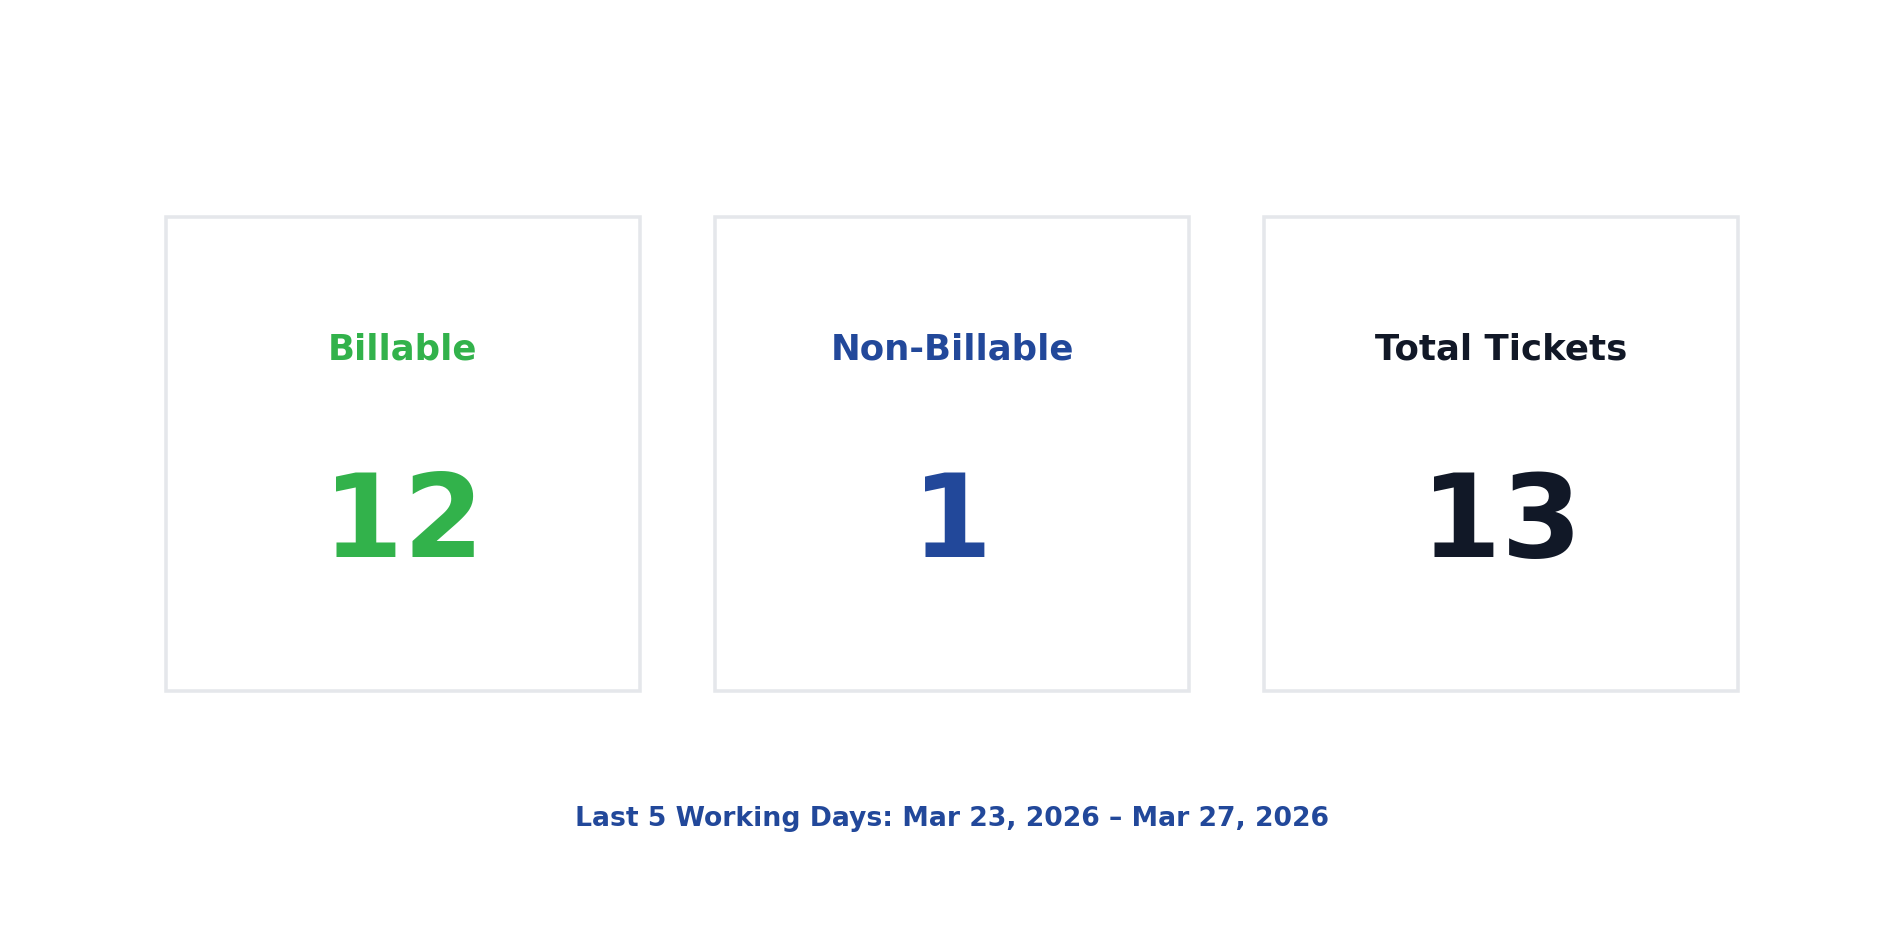 Billable
12
Non-Billable
1
Total Tickets
13
Last 5 Working Days: Mar 23, 2026 – Mar 27, 2026